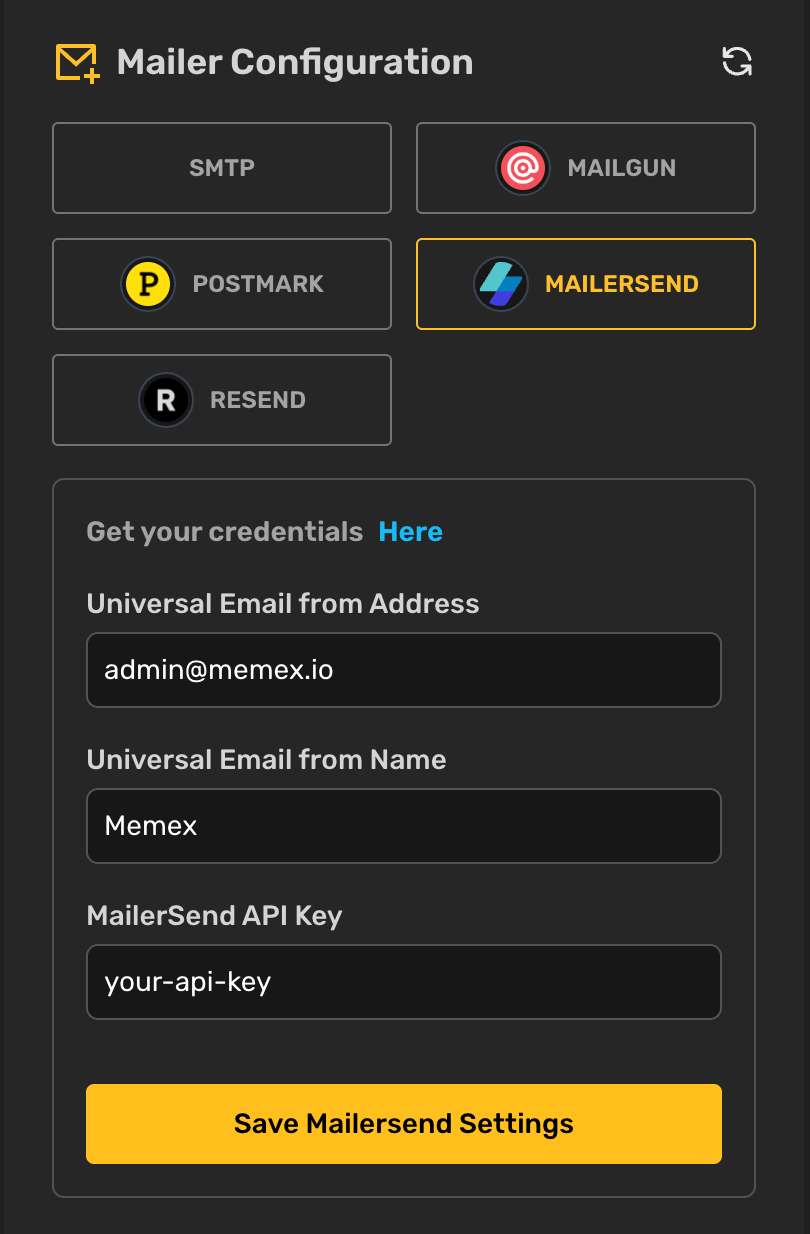 Mailer Configuration
SMTP
MAILGUN
P POSTMARK
MAILERSEND
R RESEND
Get your credentials Here
Universal Email from Address
admin@memex.io
Universal Email from Name
Memex
MailerSend API Key
your-api-key
Save Mailersend Settings